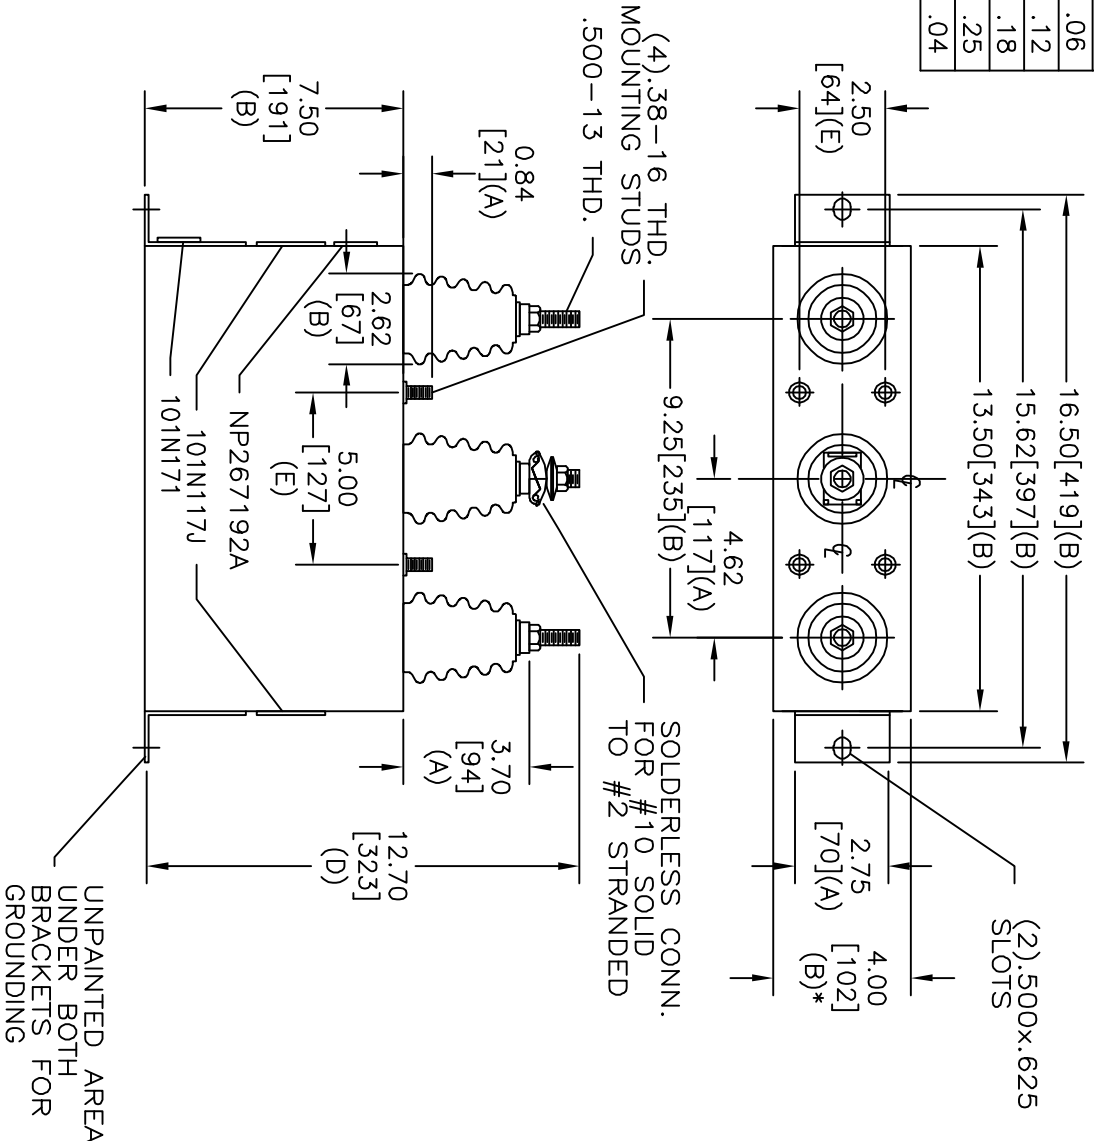 .06
.12
.18
.25
.04
16.50[419](B)
15.62[397](B)
13.50[343](B)
2.50
[64](E)
(2).500x.625
SLOTS
2.75
[70](A)
4.00
[102]
(B)*
4.62
[117](A)
9.25[235](B)
(4).38-16 THD.
MOUNTING STUDS
.500-13 THD.
0.84
[21](A)
SOLDERLESS CONN.
FOR #10 SOLID
TO #2 STRANDED
7.50
[191]
(B)
2.62
[67]
(B)
5.00
[127]
(E)
3.70
[94]
(A)
12.70
[323]
(D)
NP267192A
101N117J
101N171
UNPAINTED AREA
UNDER BOTH
BRACKETS FOR
GROUNDING